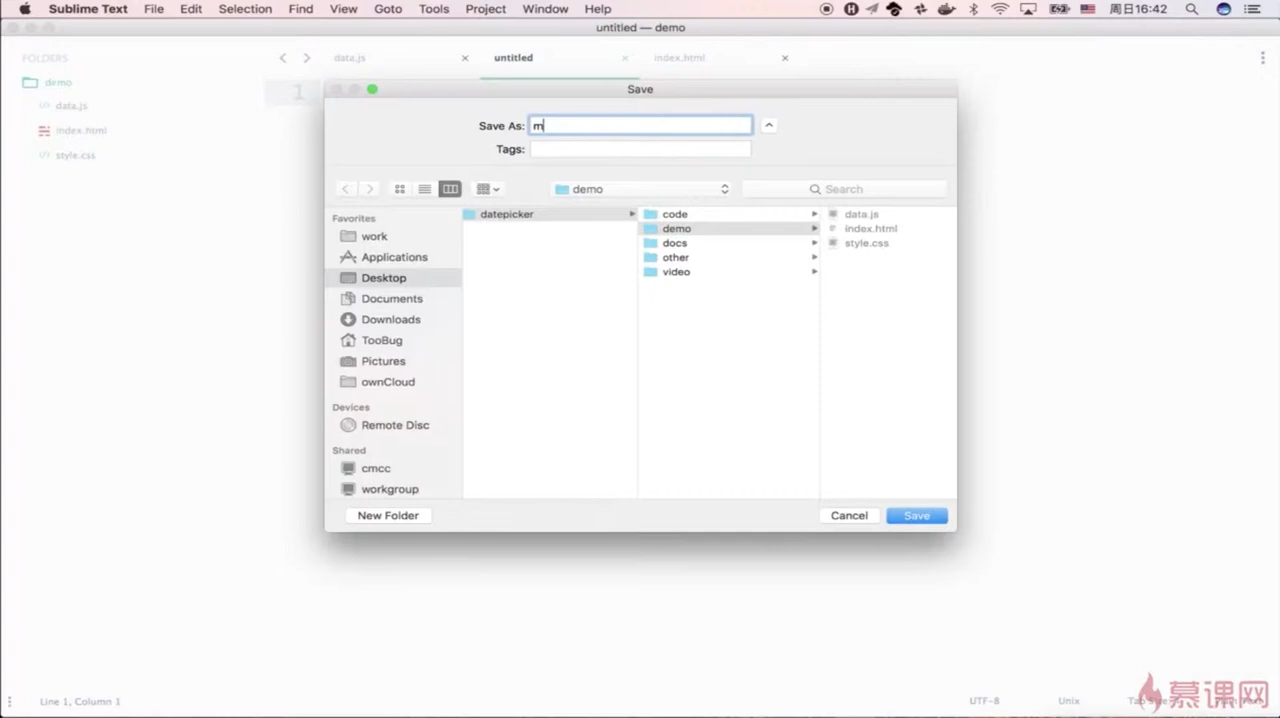 Sublime Text File Edit Selection Find View Goto Tools Project Window Help 周日16:42
untitled — demo
FOLDERS
demo
data.js
index.html
style.css
data.js untitled index.html
1
Save
Save As: m
Tags:
demo
Search
Favorites
work
Applications
Desktop
Documents
Downloads
TooBug
Pictures
ownCloud
Devices
Remote Disc
Shared
cmcc
workgroup
datepicker
code
demo
docs
other
video
data.js
index.html
style.css
New Folder Cancel Save
Line 1, Column 1 UTF-8 Unix
慕课网